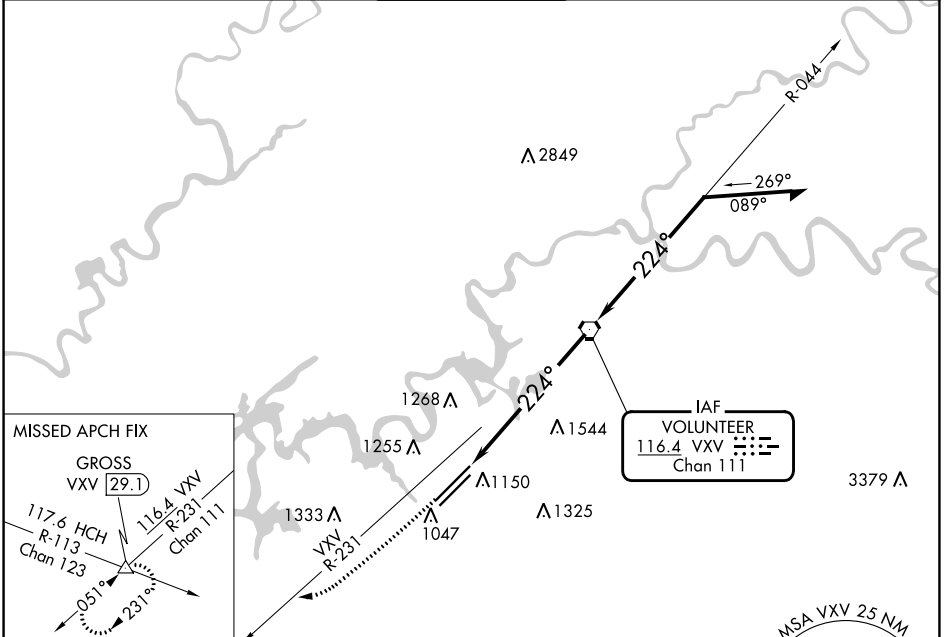 R-044
2849
269°
089°
224°
224°
1268
1255
1544
IAF
VOLUNTEER
116.4 VXV
Chan 111
3379
1150
1325
1333
1047
VXV
R-231
MISSED APCH FIX
GROSS
VXV 29.1
116.4 VXV
R-231
Chan 111
117.6 HCH
R-113
Chan 123
051°
231°
MSA VXV 25 NM